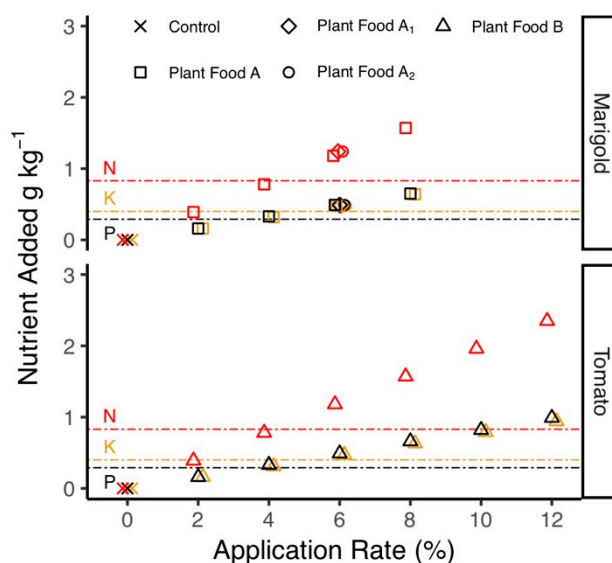 Control
Plant Food A₁
Plant Food B
Plant Food A
Plant Food A₂
Nutrient Added g kg⁻¹
3
2
1
0
N
K
P
Marigold
3
2
1
0
N
K
P
Tomato
0 2 4 6 8 10 12
Application Rate (%)